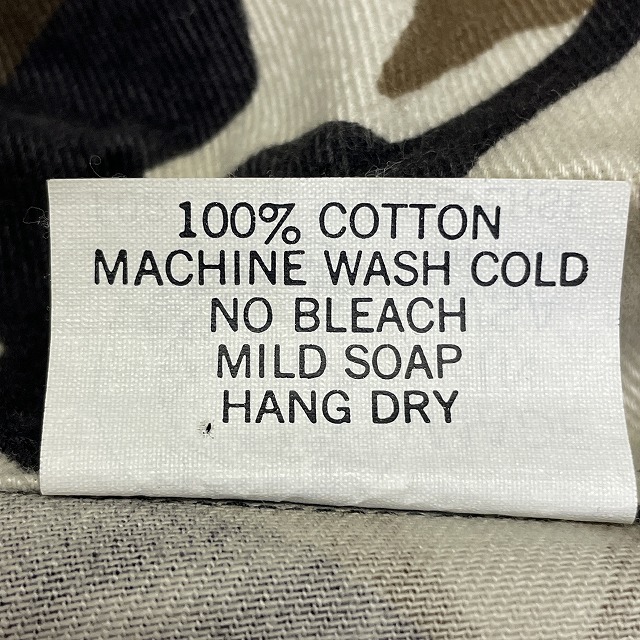 100% COTTON
MACHINE WASH COLD
NO BLEACH
MILD SOAP
HANG DRY